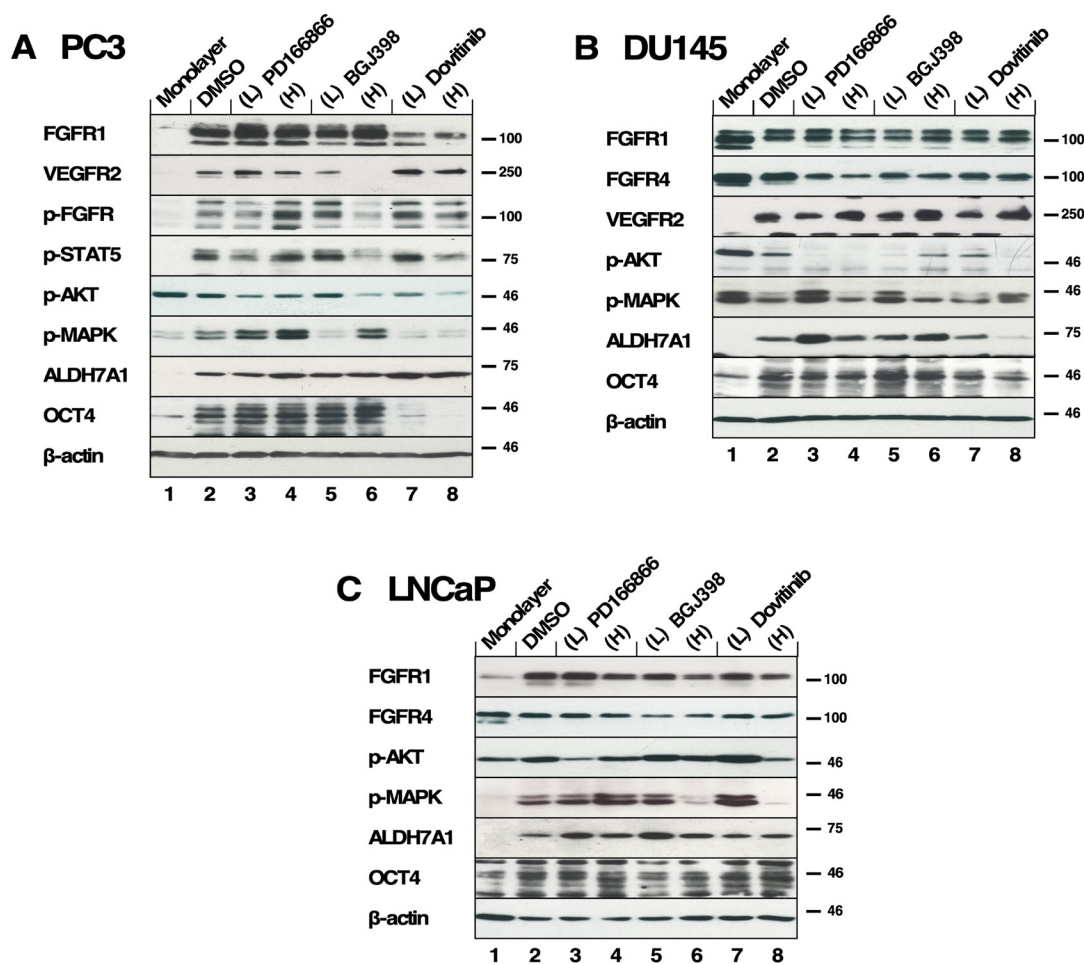 A PC3
Monolayer
DMSO
(L) PD166866
(H)
(L) BGJ398
(H)
(L) Dovitinib
(H)
FGFR1
100
VEGFR2
250
p-FGFR
100
p-STAT5
75
p-AKT
46
p-MAPK
46
ALDH7A1
75
OCT4
46
β-actin
46
1 2 3 4 5 6 7 8
B DU145
Monolayer
DMSO
(L) PD166866
(H)
(L) BGJ398
(H)
(L) Dovitinib
(H)
FGFR1
100
FGFR4
100
VEGFR2
250
p-AKT
46
p-MAPK
46
ALDH7A1
75
OCT4
46
β-actin
46
1 2 3 4 5 6 7 8
C LNCaP
Monolayer
DMSO
(L) PD166866
(H)
(L) BGJ398
(H)
(L) Dovitinib
(H)
FGFR1
100
FGFR4
100
p-AKT
46
p-MAPK
46
ALDH7A1
75
OCT4
46
β-actin
46
1 2 3 4 5 6 7 8